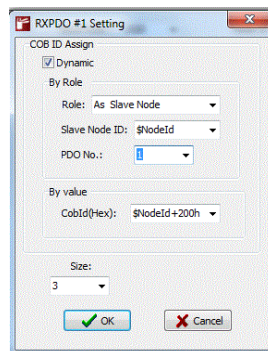 RXPDO #1 Setting
COB ID Assign
Dynamic
By Role
Role: As Slave Node
Slave Node ID: $NodeId
PDO No.: 1
By value
CobId(Hex): $NodeId+200h
Size:
3
OK Cancel